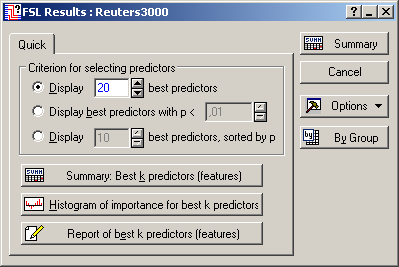 FSL Results : Reuters3000
Quick
Summary
Cancel
Options
By Group
Criterion for selecting predictors
Display 20 best predictors
Display best predictors with p < ,01
Display 10 best predictors, sorted by p
Summary: Best k predictors (features)
Histogram of importance for best k predictors
Report of best k predictors (features)